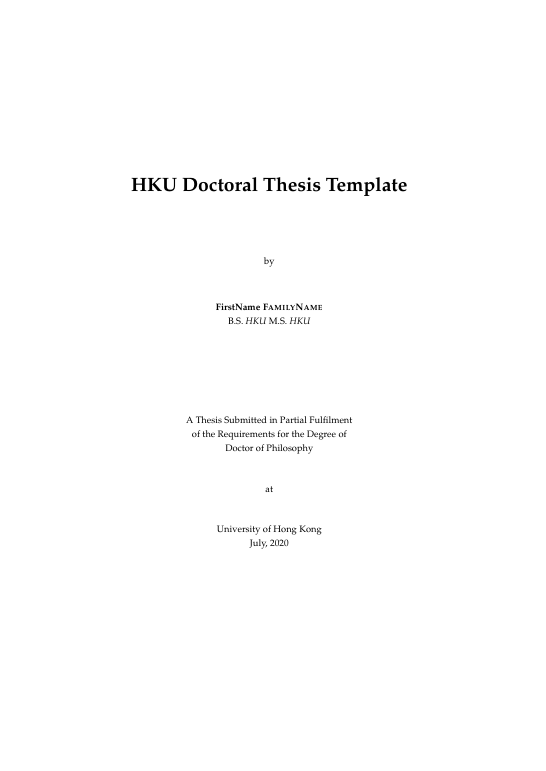 HKU Doctoral Thesis Template
by
FirstName FAMILYNAME
B.S. HKU M.S. HKU
A Thesis Submitted in Partial Fulfilment
of the Requirements for the Degree of
Doctor of Philosophy
at
University of Hong Kong
July, 2020